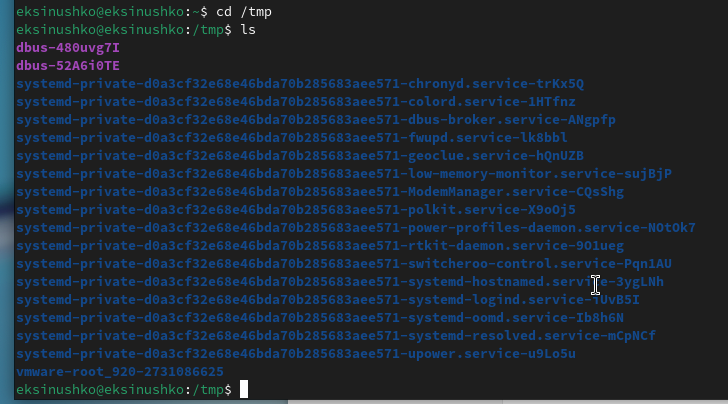 eksinushko@eksinushko:~$ cd /tmp
eksinushko@eksinushko:/tmp$ ls
dbus-480uvg7I
dbus-52A6i0TE
systemd-private-d0a3cf32e68e46bda70b285683aee571-chronyd.service-trKx5Q
systemd-private-d0a3cf32e68e46bda70b285683aee571-colord.service-1HTfnz
systemd-private-d0a3cf32e68e46bda70b285683aee571-dbus-broker.service-ANgpfp
systemd-private-d0a3cf32e68e46bda70b285683aee571-fwupd.service-lk8bbl
systemd-private-d0a3cf32e68e46bda70b285683aee571-geoclue.service-hQnUZB
systemd-private-d0a3cf32e68e46bda70b285683aee571-low-memory-monitor.service-sujBjP
systemd-private-d0a3cf32e68e46bda70b285683aee571-ModemManager.service-CQsShg
systemd-private-d0a3cf32e68e46bda70b285683aee571-polkit.service-X9oOj5
systemd-private-d0a3cf32e68e46bda70b285683aee571-power-profiles-daemon.service-NOtOk7
systemd-private-d0a3cf32e68e46bda70b285683aee571-rtkit-daemon.service-9O1ueg
systemd-private-d0a3cf32e68e46bda70b285683aee571-switcheroo-control.service-Pqn1AU
systemd-private-d0a3cf32e68e46bda70b285683aee571-systemd-hostnamed.service-3ygLNh
systemd-private-d0a3cf32e68e46bda70b285683aee571-systemd-logind.service-TUvB5I
systemd-private-d0a3cf32e68e46bda70b285683aee571-systemd-oomd.service-Ib8h6N
systemd-private-d0a3cf32e68e46bda70b285683aee571-systemd-resolved.service-mCpNCf
systemd-private-d0a3cf32e68e46bda70b285683aee571-upower.service-u9Lo5u
vmware-root_920-2731086625
eksinushko@eksinushko:/tmp$